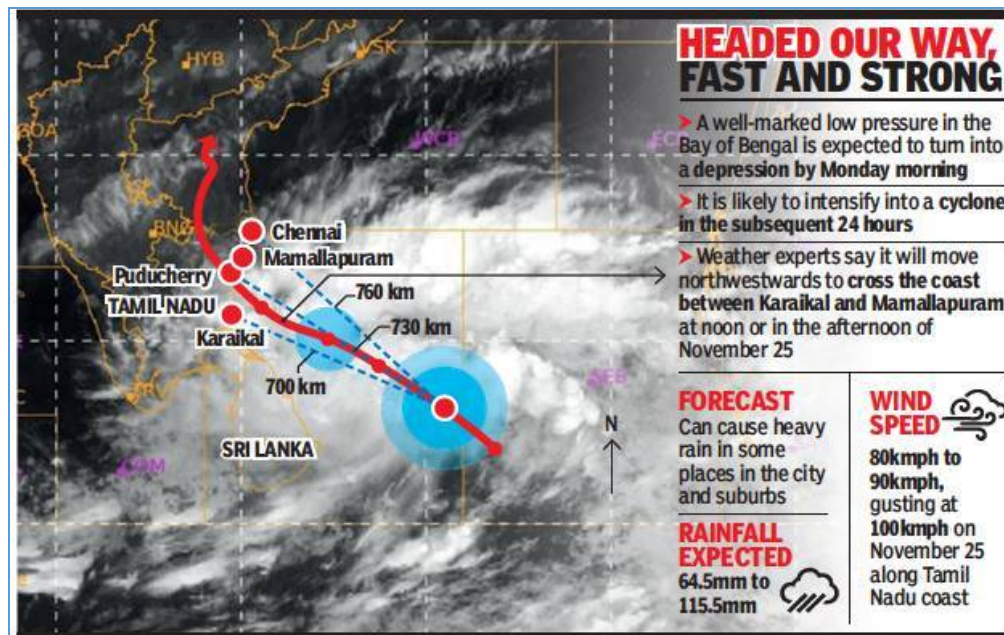 HEADED OUR WAY,
FAST AND STRONG
A well-marked low pressure in the
Bay of Bengal is expected to turn into
a depression by Monday morning
It is likely to intensify into a cyclone
in the subsequent 24 hours
Weather experts say it will move
northwestwards to cross the coast
between Karaikal and Mamallapuram
at noon or in the afternoon of
November 25
FORECAST
Can cause heavy
rain in some
places in the city
and suburbs
RAINFALL
EXPECTED
64.5mm to
115.5mm
WIND
SPEED
80kmph to
90kmph,
gusting at
100kmph on
November 25
along Tamil
Nadu coast
HYB
VSK
GOA
Chennai
Mamallapuram
Puducherry
TAMIL NADU
Karaikal
760 km
730 km
700 km
SRI LANKA
N